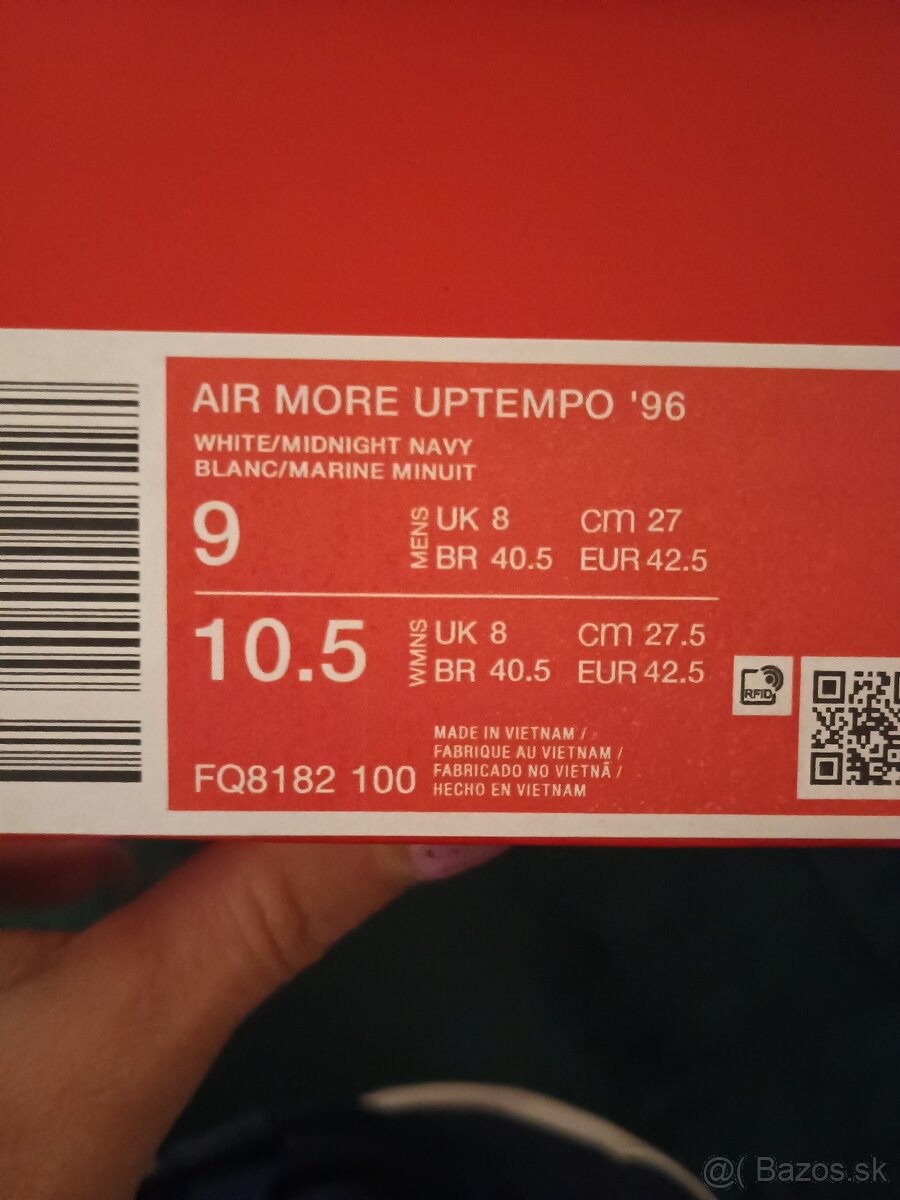 AIR MORE UPTEMPO '96
WHITE/MIDNIGHT NAVY
BLANC/MARINE MINUIT
9 MENS UK 8 cm 27
BR 40.5 EUR 42.5
10.5 WMNS UK 8 cm 27.5
BR 40.5 EUR 42.5
RFID
MADE IN VIETNAM /
FABRIQUE AU VIETNAM /
FABRICADO NO VIETNÃ /
HECHO EN VIETNAM
FQ8182 100
@( Bazos.sk